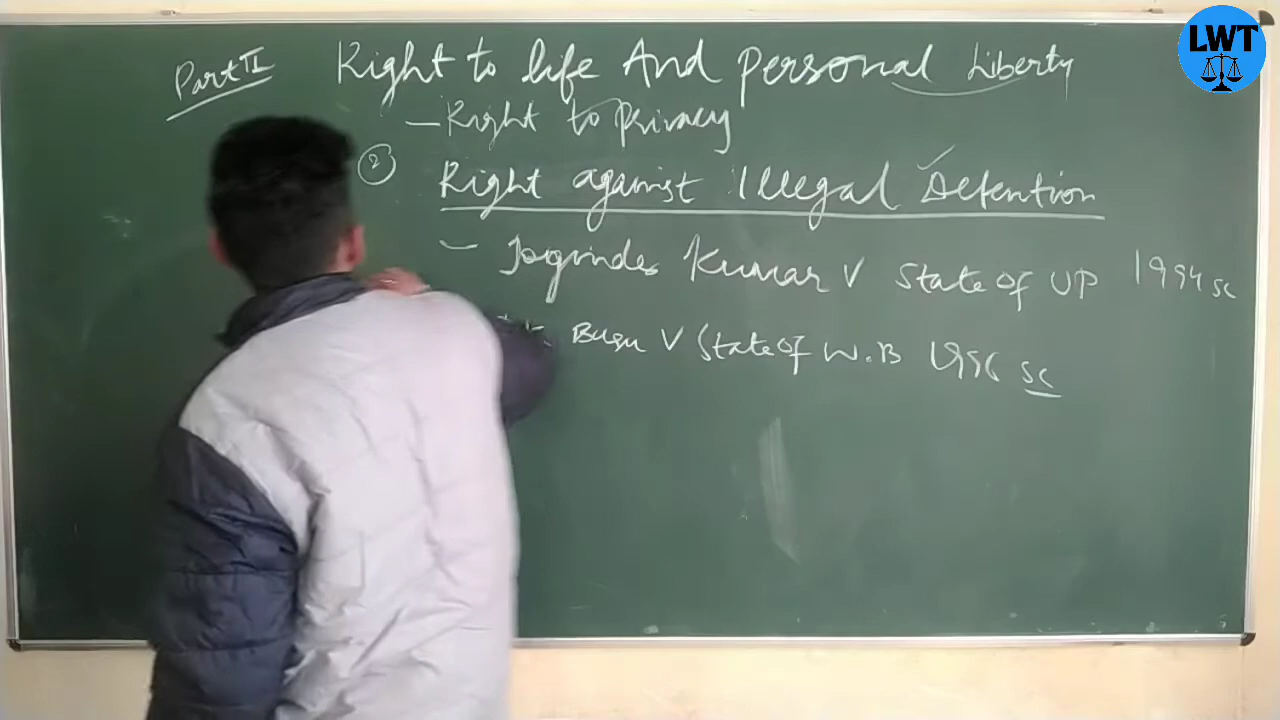 LWT
Part II
Right to life And Personal Liberty
- Right to Privacy
2
Right against Illegal Detention
- Joginder Kumar V State of UP 1994 SC
V State of W.B 1996 SC